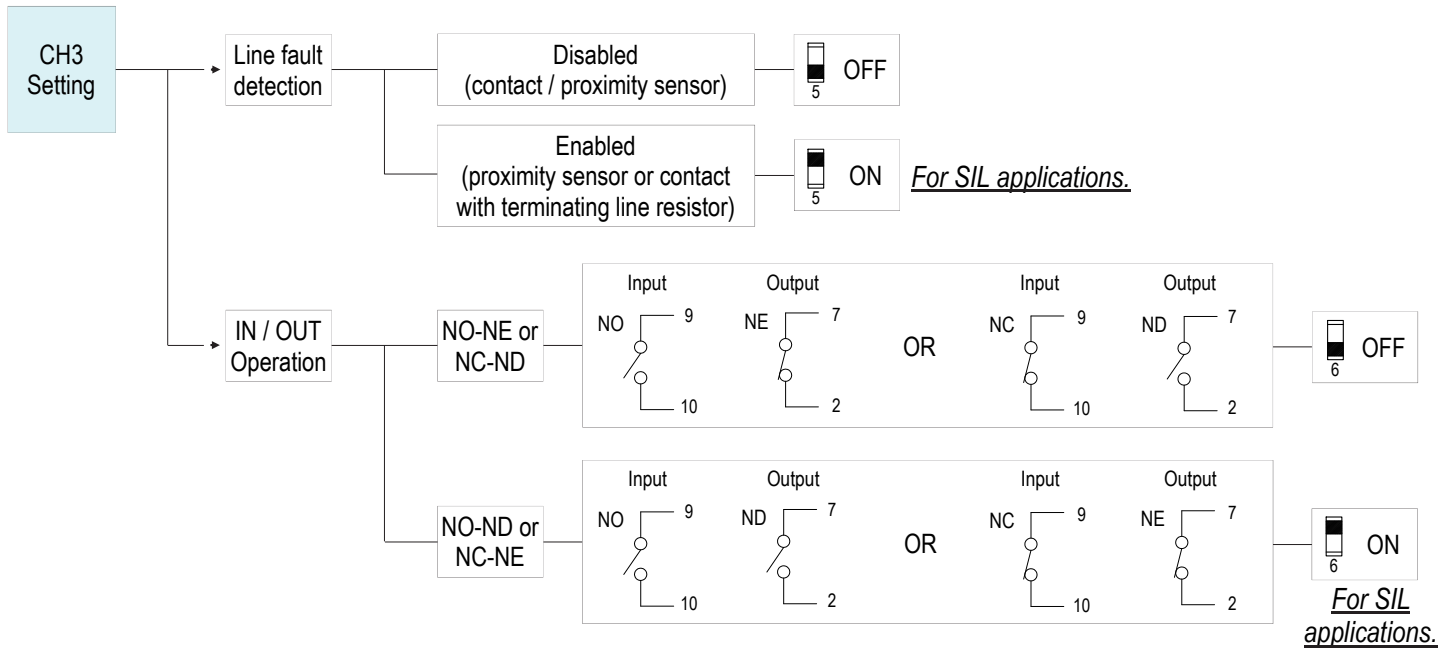 CH3
Setting
Line fault
detection
Disabled
(contact / proximity sensor)
5
OFF
Enabled
(proximity sensor or contact
with terminating line resistor)
5
ON
For SIL applications.
IN / OUT
Operation
NO-NE or
NC-ND
Input
Output
Input
Output
NO
9
10
NE
7
2
OR
NC
9
10
ND
7
2
6
OFF
NO-ND or
NC-NE
Input
Output
Input
Output
NO
9
10
ND
7
2
OR
NC
9
10
NE
7
2
6
ON
For SIL
applications.